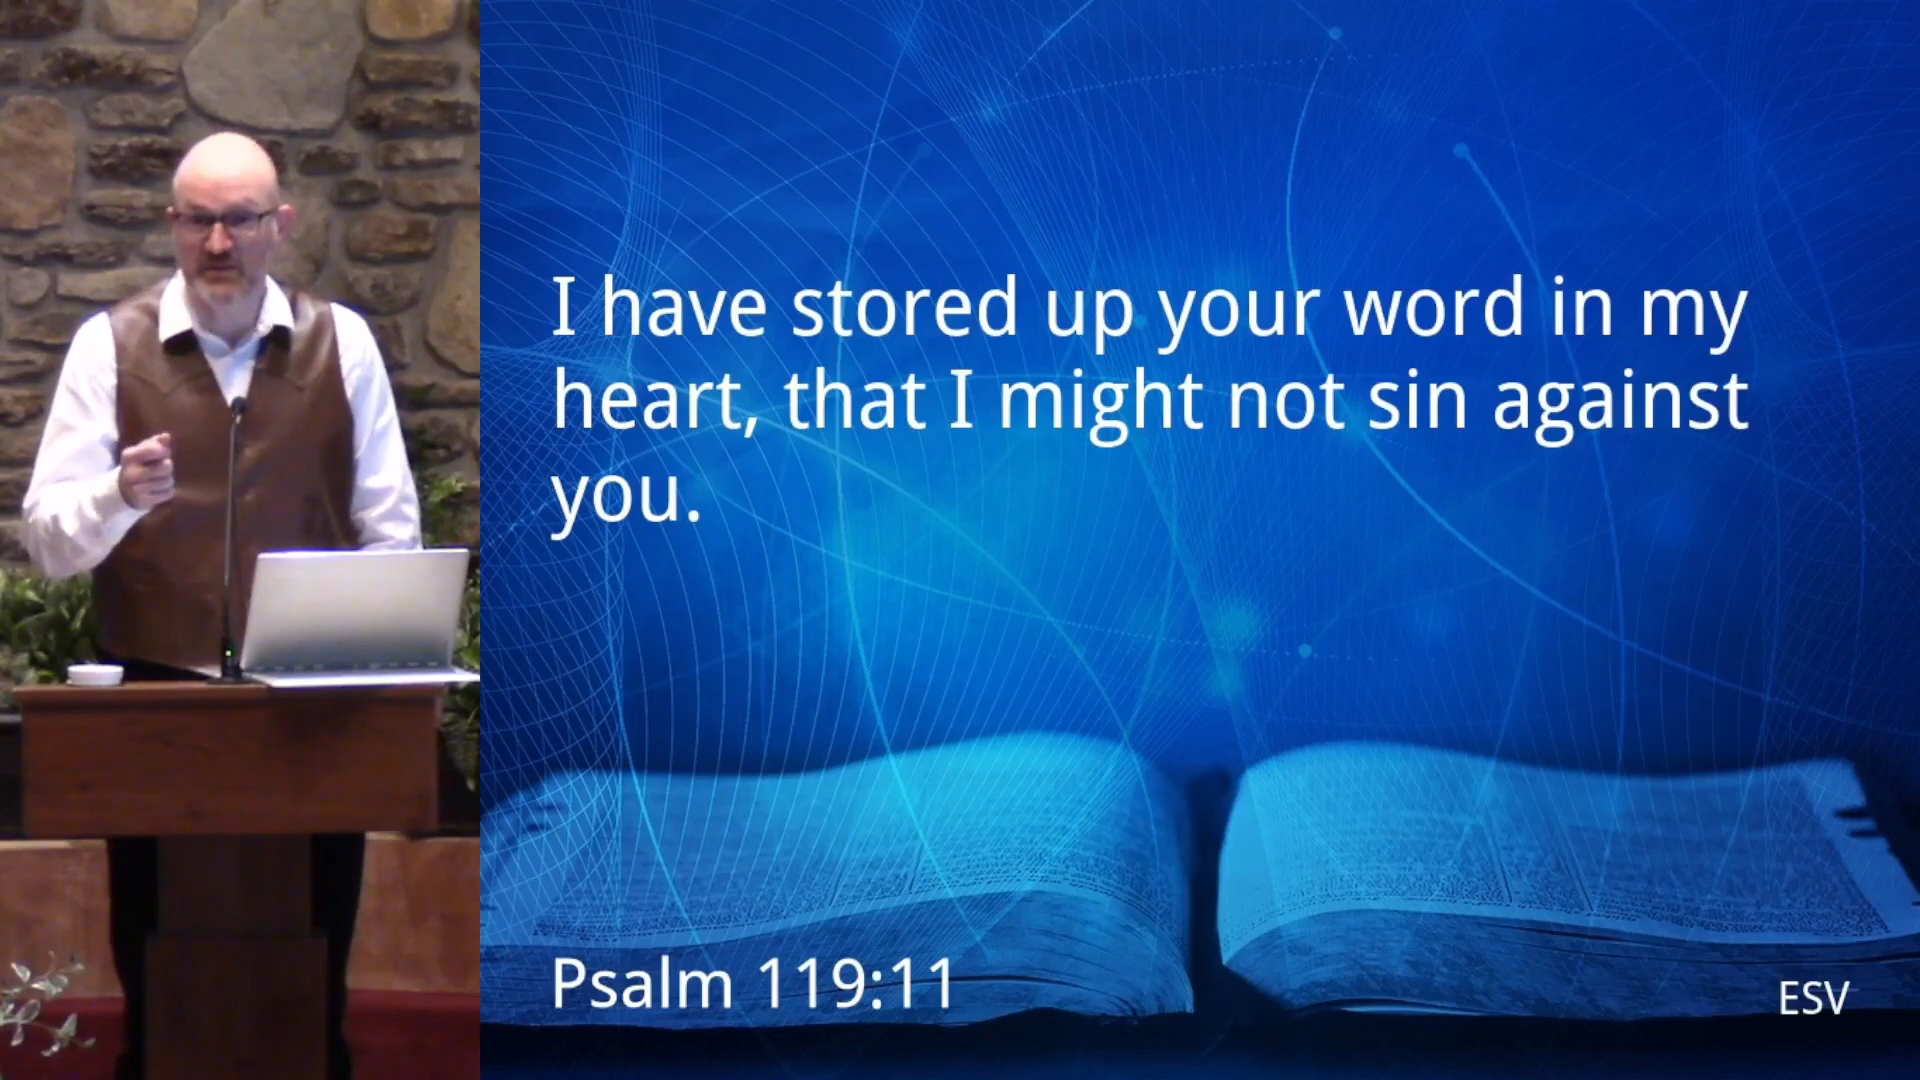 I have stored up your word in my
heart, that I might not sin against
you.
Psalm 119:11
ESV